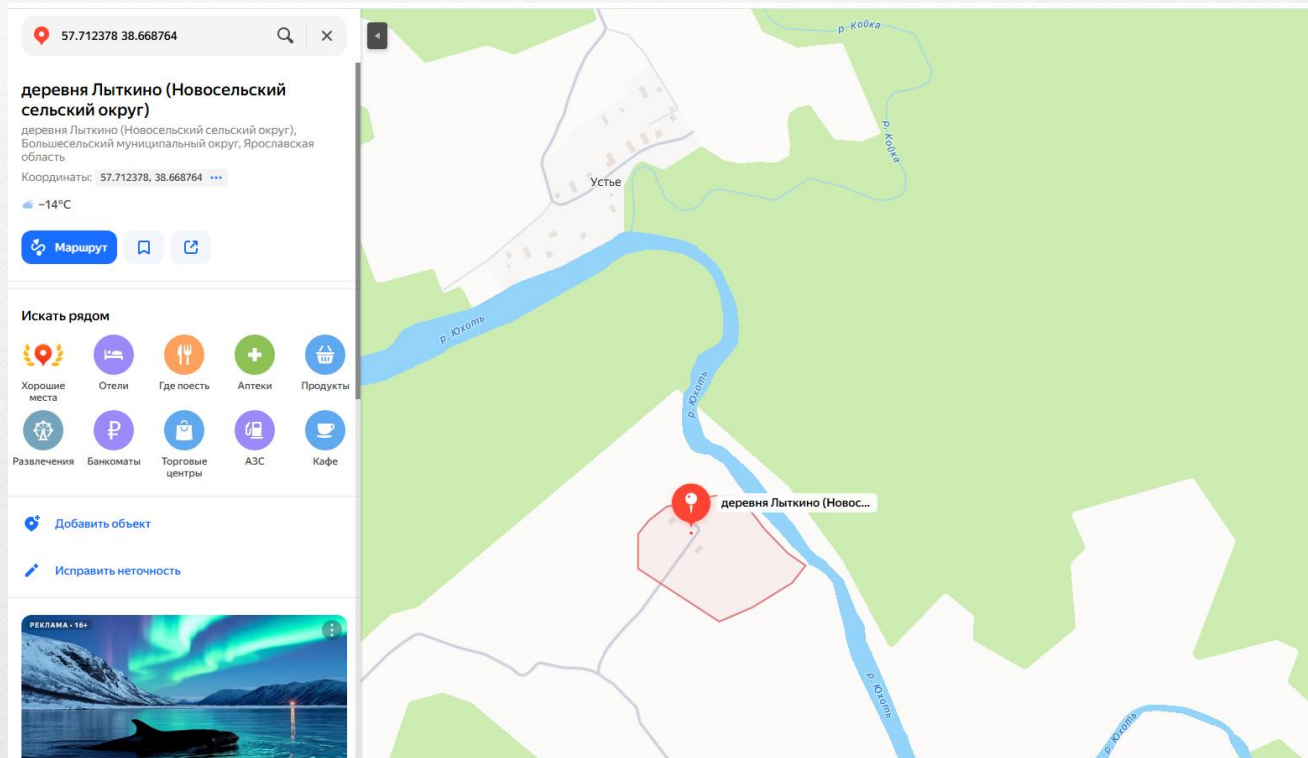 57.712378 38.668764
деревня Лыткино (Новосельский
сельский округ)
деревня Лыткино (Новосельский сельский округ),
Большесельский муниципальный округ, Ярославская
область
Координаты: 57.712378, 38.668764 •••
−14°C
Маршрут
Искать рядом
Хорошие
места
Отели
Где поесть
Аптеки
Продукты
Развлечения
Банкоматы
Торговые
центры
АЗС
Кафе
Добавить объект
Исправить неточность
РЕКЛАМА • 16+
р. Койка
р. Койка
Устье
р. Юхоть
р. Юхоть
деревня Лыткино (Новос...
р. Юхоть
р. Юхоть